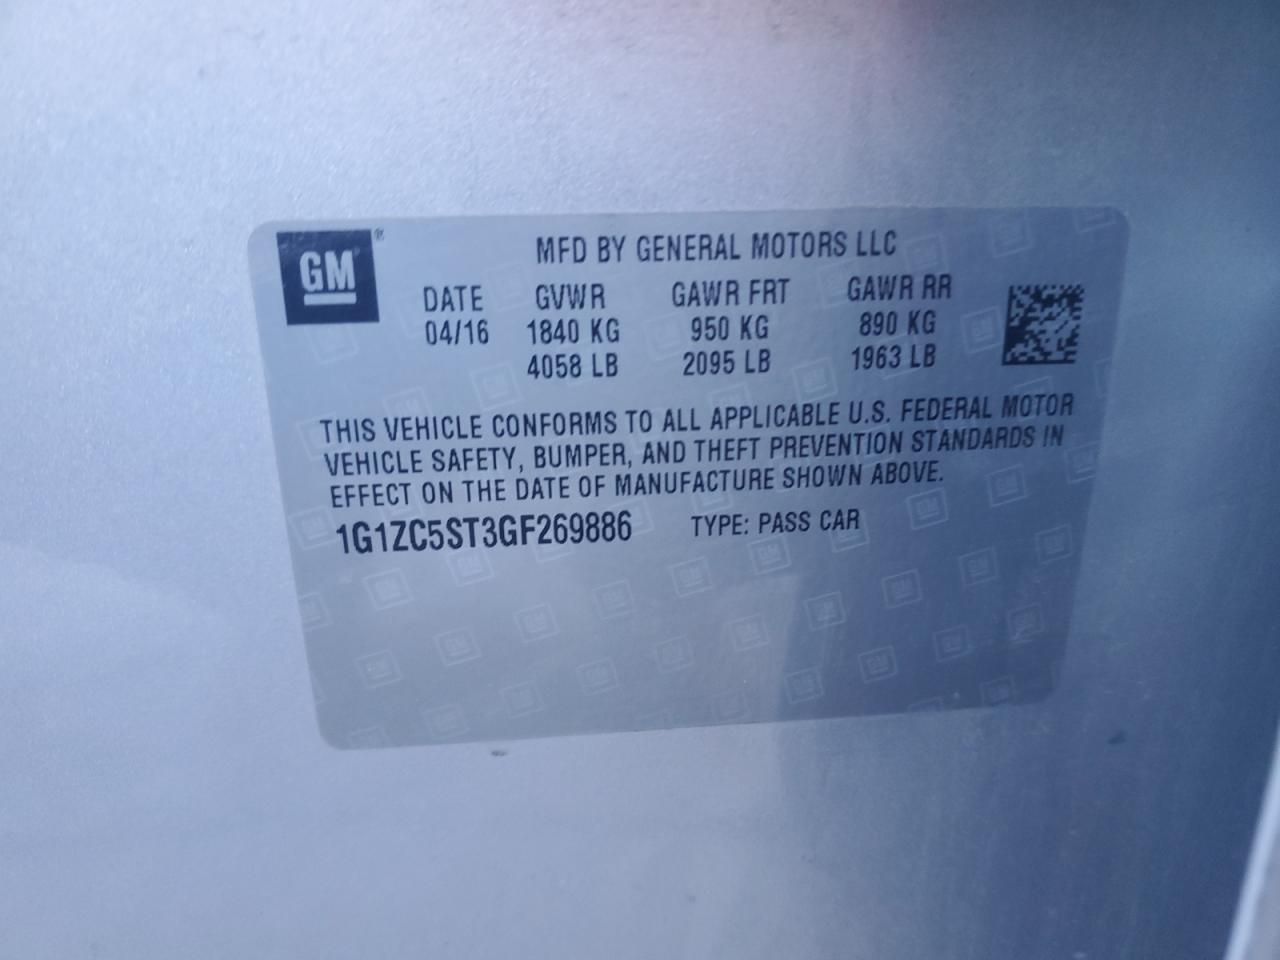 GM®
MFD BY GENERAL MOTORS LLC
DATE GVWR GAWR FRT GAWR RR
04/16 1840 KG 950 KG 890 KG
4058 LB 2095 LB 1963 LB
THIS VEHICLE CONFORMS TO ALL APPLICABLE U.S. FEDERAL MOTOR
VEHICLE SAFETY, BUMPER, AND THEFT PREVENTION STANDARDS IN
EFFECT ON THE DATE OF MANUFACTURE SHOWN ABOVE.
1G1ZC5ST3GF269886 TYPE: PASS CAR